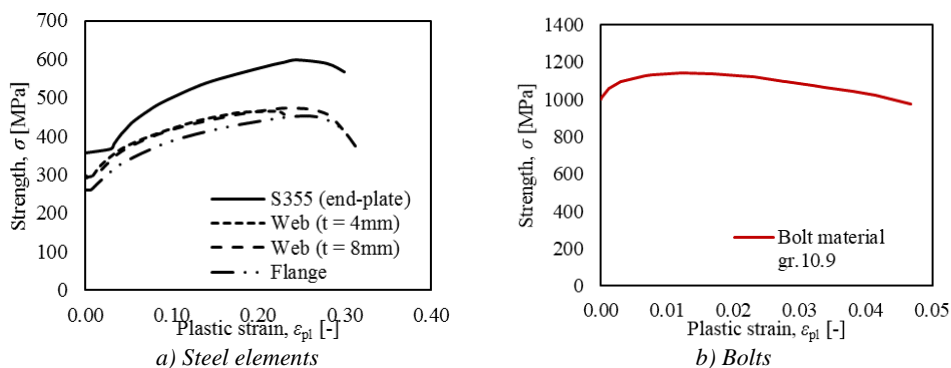 700
600
500
400
300
200
100
0
Strength, σ [MPa]
S355 (end-plate)
Web (t = 4mm)
Web (t = 8mm)
Flange
0.00
0.10
0.20
0.30
0.40
Plastic strain, εpl [-]
a) Steel elements
1400
1200
1000
800
600
400
200
0
Strength, σ [MPa]
Bolt material
gr.10.9
0.00
0.01
0.02
0.03
0.04
0.05
Plastic strain, εpl [-]
b) Bolts